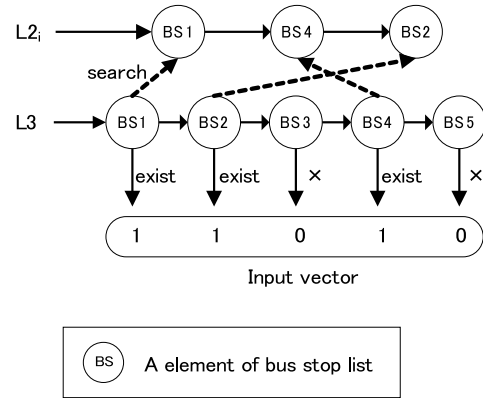 L2i
BS1
BS4
BS2
search
L3
BS1
BS2
BS3
BS4
BS5
exist
exist
×
exist
×
1 1 0 1 0
Input vector
BS A element of bus stop list